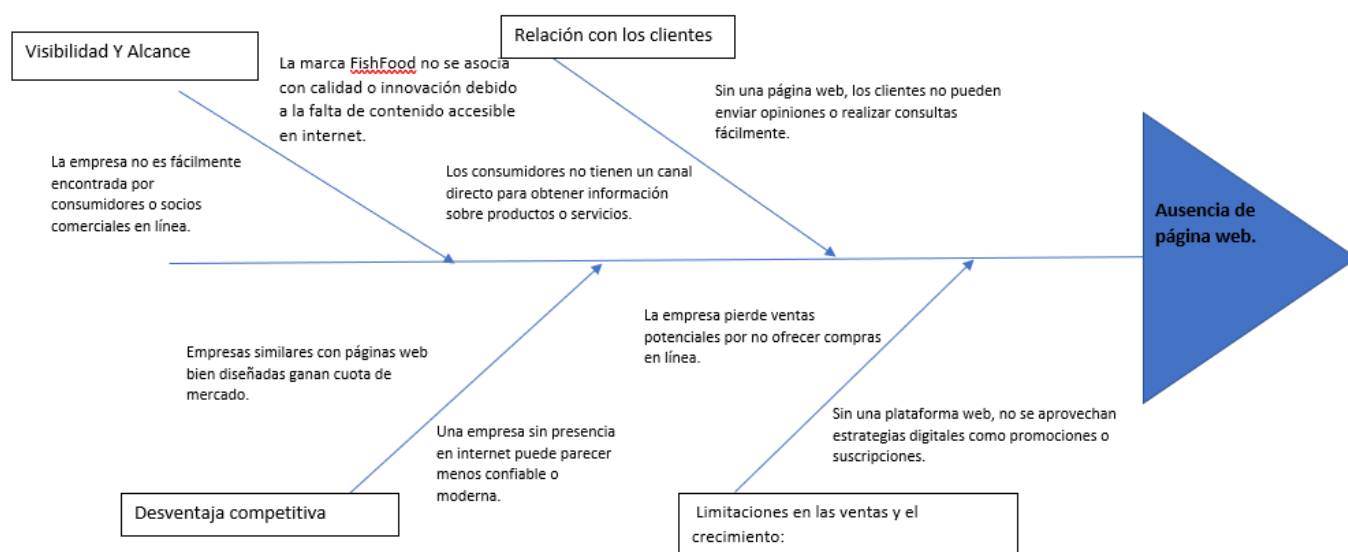 Visibilidad Y Alcance
La marca FishFood no se asocia
con calidad o innovación debido
a la falta de contenido accesible
en internet.
La empresa no es fácilmente
encontrada por
consumidores o socios
comerciales en línea.
Relación con los clientes
Sin una página web, los clientes no pueden
enviar opiniones o realizar consultas
fácilmente.
Los consumidores no tienen un canal
directo para obtener información
sobre productos o servicios.
Ausencia de
página web.
Empresas similares con páginas web
bien diseñadas ganan cuota de
mercado.
Una empresa sin presencia
en internet puede parecer
menos confiable o
moderna.
Desventaja competitiva
La empresa pierde ventas
potenciales por no ofrecer compras
en línea.
Sin una plataforma web, no se aprovechan
estrategias digitales como promociones o
suscripciones.
Limitaciones en las ventas y el
crecimiento: